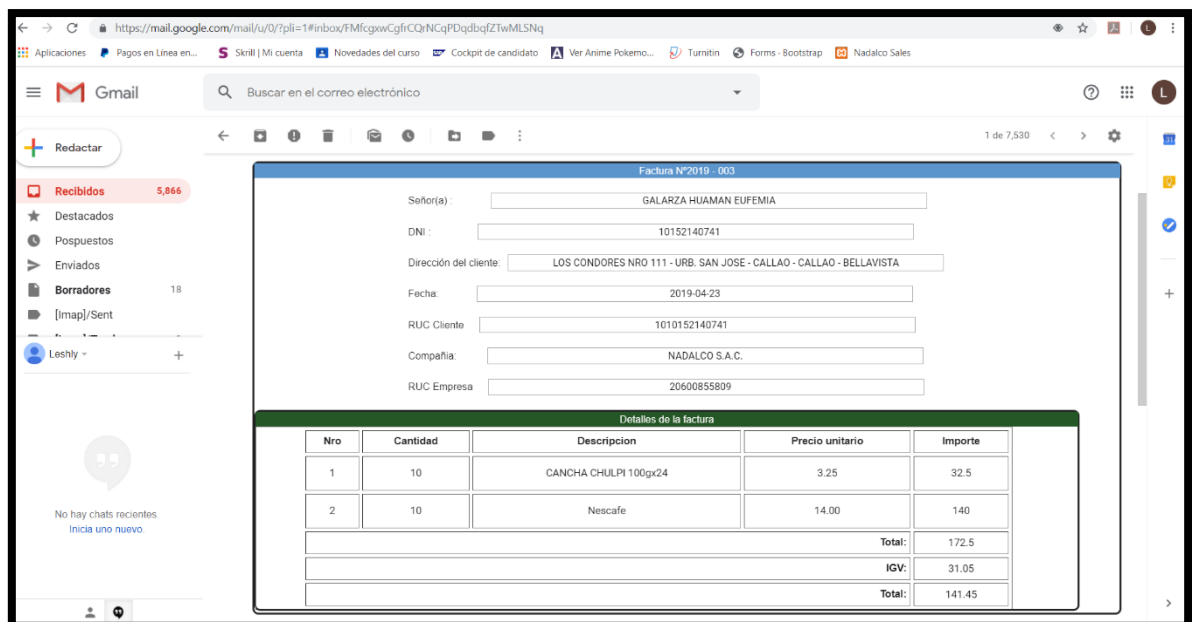 https://mail.google.com/mail/u/0/?pli=1#inbox/FMfcgxwCgfrCQrNCqPDqdbqfZTwMLSNq
Aplicaciones Pagos en Línea en... Skrill | Mi cuenta Novedades del curso Cockpit de candidato Ver Anime Pokemo... Turnitin Forms - Bootstrap Nadalco Sales
Gmail Buscar en el correo electrónico L
Redactar 1 de 7,530
Recibidos 5,866
Destacados
Pospuestos
Enviados
Borradores 18
[Imap]/Sent
Leshly
No hay chats recientes
Inicia uno nuevo.
Factura N°2019 - 003
Señor(a) : GALARZA HUAMAN EUFEMIA
DNI : 10152140741
Dirección del cliente: LOS CONDORES NRO 111 - URB. SAN JOSE - CALLAO - CALLAO - BELLAVISTA
Fecha: 2019-04-23
RUC Cliente 1010152140741
Compañia: NADALCO S.A.C.
RUC Empresa 20600855809
Detalles de la factura
Nro Cantidad Descripcion Precio unitario Importe
1 10 CANCHA CHULPI 100gx24 3.25 32.5
2 10 Nescafe 14.00 140
Total: 172.5
IGV: 31.05
Total: 141.45